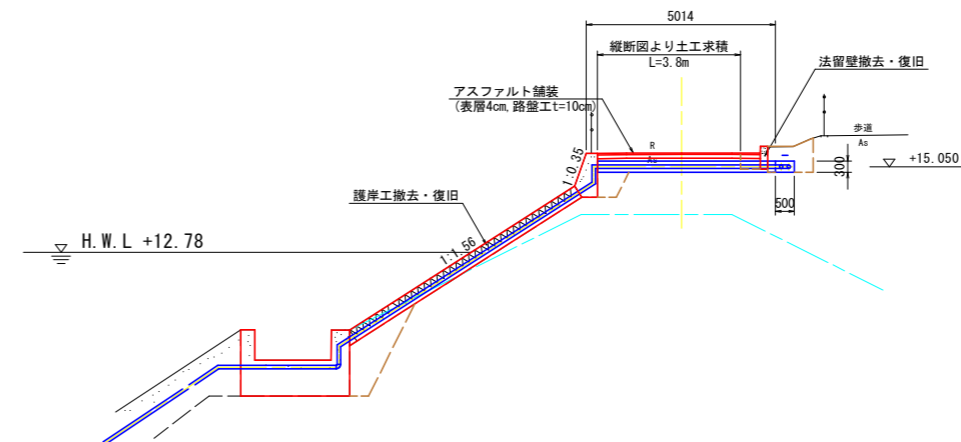 5014
縦断図より土工求積
L=3.8m
法留壁撤去・復旧
アスファルト舗装
(表層4cm, 路盤工t=10cm)
歩道
As
R
As
300
+15.050
1:0.35
500
護岸工撤去・復旧
H.W.L +12.78
1:1.56